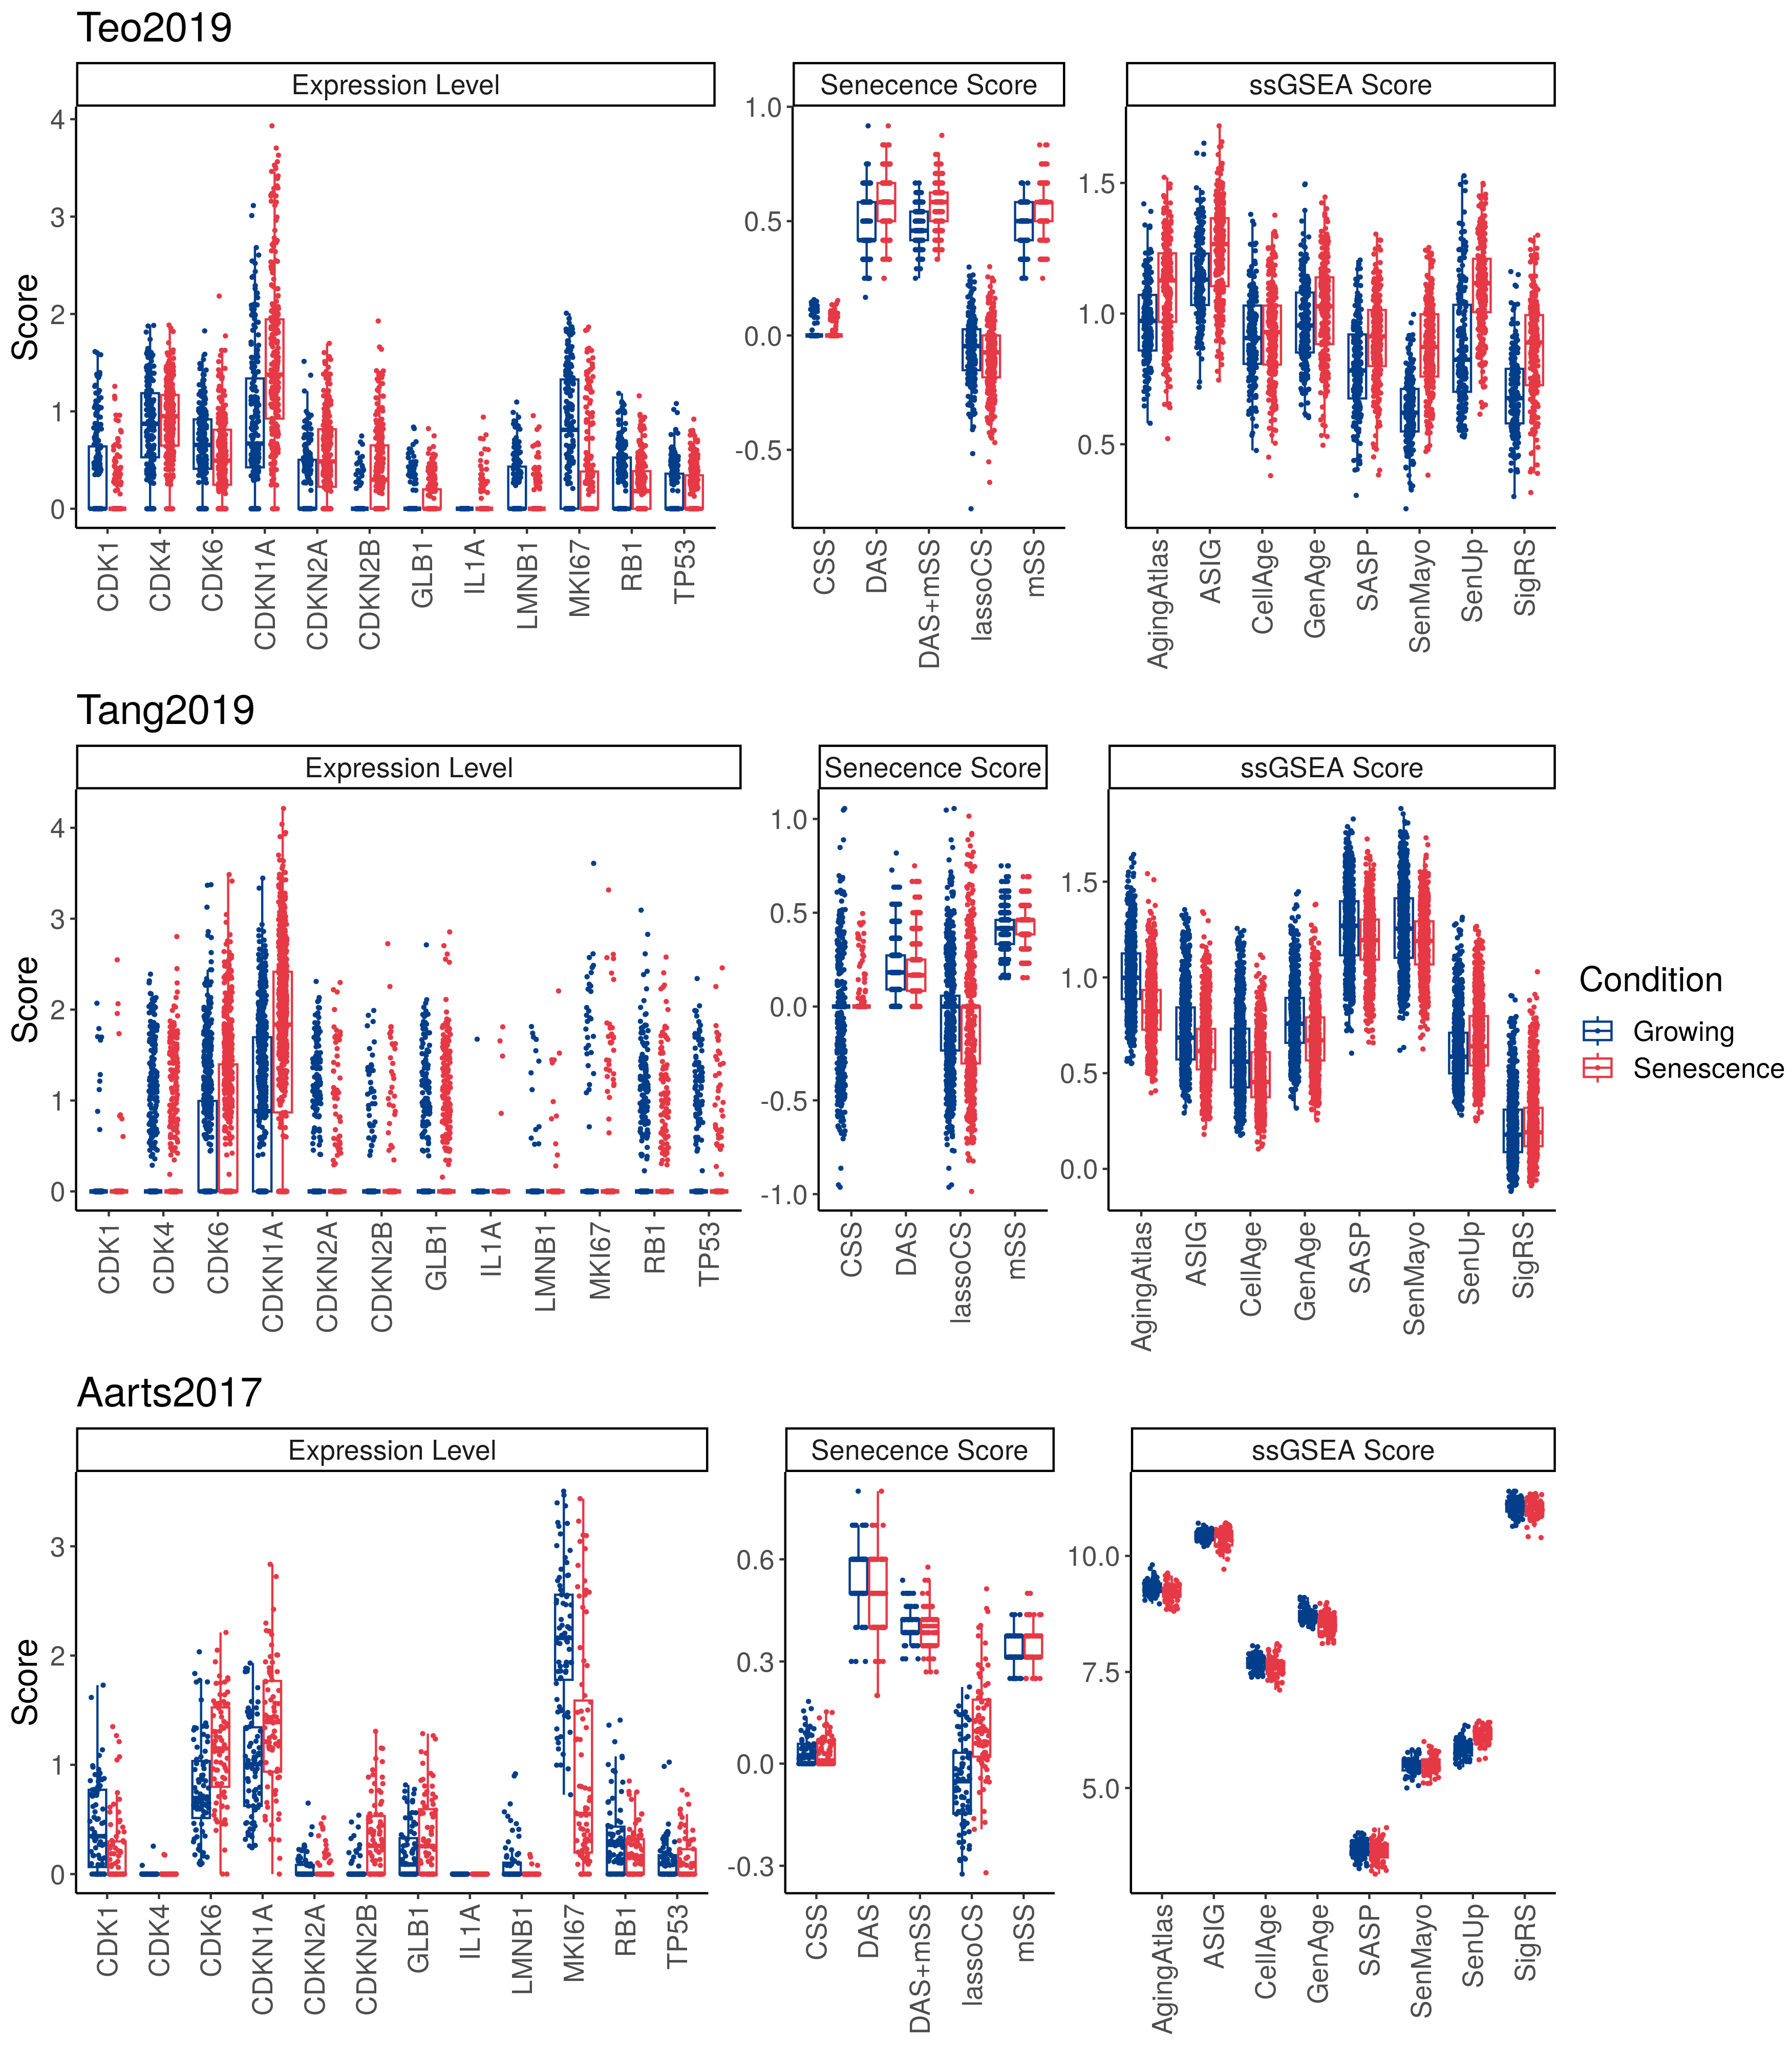 Teo2019
Expression Level
Senecence Score
ssGSEA Score
Score
4
3
2
1
0
1.0
0.5
0.0
-0.5
1.5
1.0
0.5
CDK1
CDK4
CDK6
CDKN1A
CDKN2A
CDKN2B
GLB1
IL1A
LMNB1
MKI67
RB1
TP53
CSS
DAS
DAS+mSS
lassoCS
mSS
AgingAtlas
ASIG
CellAge
GenAge
SASP
SenMayo
SenUp
SigRS
Tang2019
Expression Level
Senecence Score
ssGSEA Score
Score
4
3
2
1
0
1.0
0.5
0.0
-0.5
-1.0
1.5
1.0
0.5
0.0
CDK1
CDK4
CDK6
CDKN1A
CDKN2A
CDKN2B
GLB1
IL1A
LMNB1
MKI67
RB1
TP53
CSS
DAS
lassoCS
mSS
AgingAtlas
ASIG
CellAge
GenAge
SASP
SenMayo
SenUp
SigRS
Condition
Growing
Senescence
Aarts2017
Expression Level
Senecence Score
ssGSEA Score
Score
3
2
1
0
0.6
0.3
0.0
-0.3
10.0
7.5
5.0
CDK1
CDK4
CDK6
CDKN1A
CDKN2A
CDKN2B
GLB1
IL1A
LMNB1
MKI67
RB1
TP53
CSS
DAS
DAS+mSS
lassoCS
mSS
AgingAtlas
ASIG
CellAge
GenAge
SASP
SenMayo
SenUp
SigRS